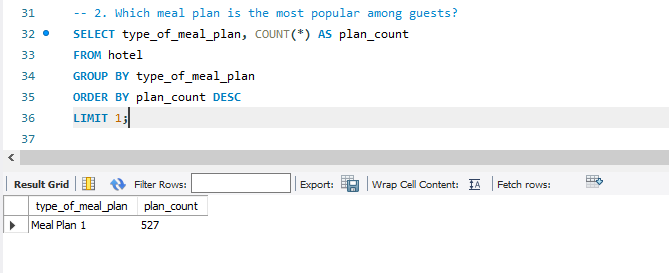 31 -- 2. Which meal plan is the most popular among guests?
32 SELECT type_of_meal_plan, COUNT(*) AS plan_count
33 FROM hotel
34 GROUP BY type_of_meal_plan
35 ORDER BY plan_count DESC
36 LIMIT 1;
37
Result Grid Filter Rows: Export: Wrap Cell Content: IA Fetch rows:
type_of_meal_plan plan_count
Meal Plan 1 527